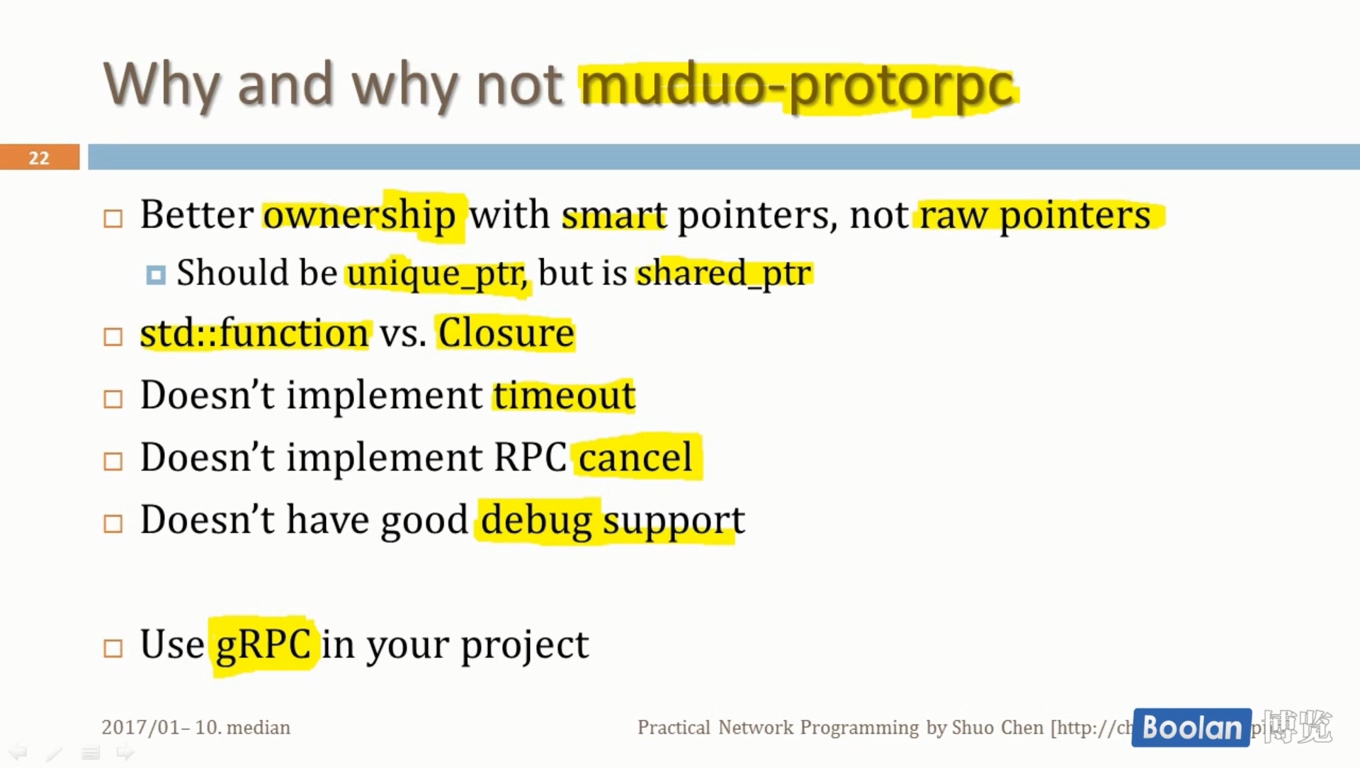 Why and why not muduo-protorpc
22
Better ownership with smart pointers, not raw pointers
Should be unique_ptr, but is shared_ptr
std::function vs. Closure
Doesn’t implement timeout
Doesn’t implement RPC cancel
Doesn’t have good debug support
Use gRPC in your project
2017/01– 10. median
Practical Network Programming by Shuo Chen [http://ch
Boolan 博览